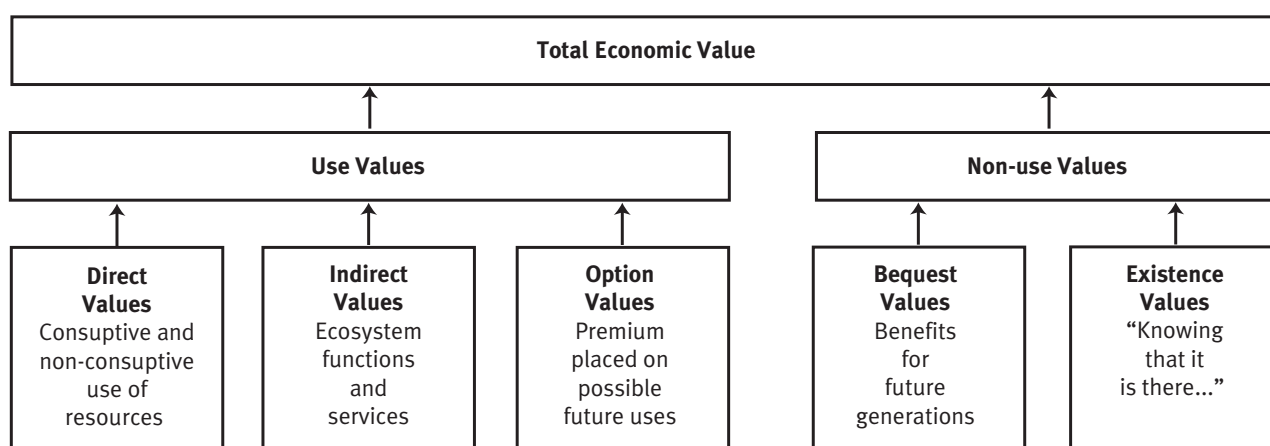 Total Economic Value
Use Values
Non-use Values
Direct
Values
Consuptive and
non-consuptive
use of
resources
Indirect
Values
Ecosystem
functions
and
services
Option
Values
Premium
placed on
possible
future uses
Bequest
Values
Benefits
for
future
generations
Existence
Values
“Knowing
that it
is there...”